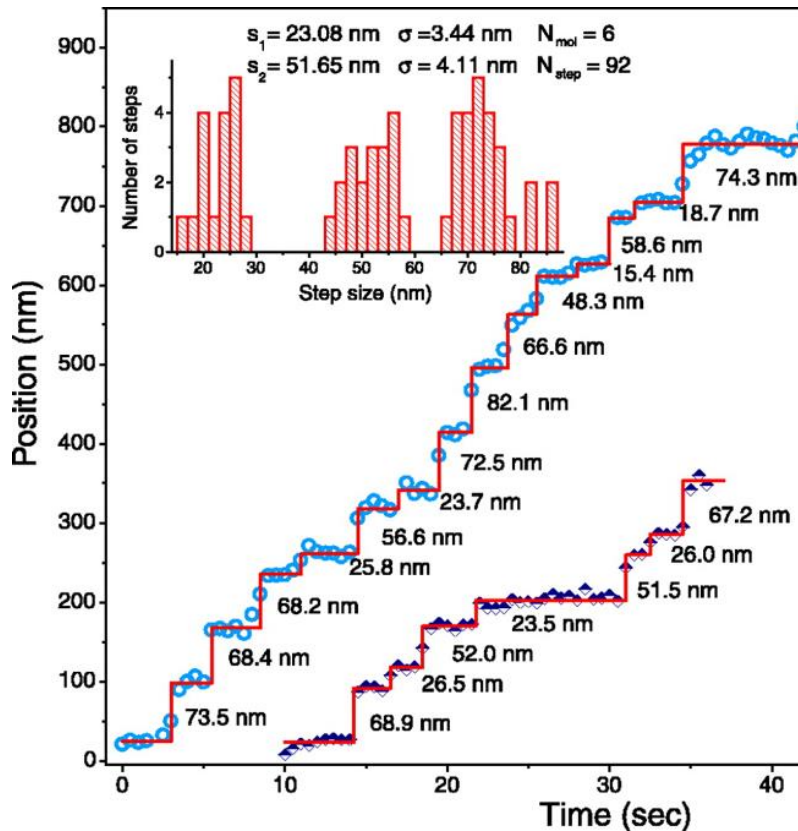 s1 = 23.08 nm σ =3.44 nm Nmol = 6
s2 = 51.65 nm σ = 4.11 nm Nstep = 92
Number of steps
4
2
0
20 30 40 50 60 70 80
Step size (nm)
Position (nm)
900
800
700
600
500
400
300
200
100
0
74.3 nm
18.7 nm
58.6 nm
15.4 nm
48.3 nm
66.6 nm
82.1 nm
72.5 nm
23.7 nm
56.6 nm
25.8 nm
68.2 nm
68.4 nm
73.5 nm
67.2 nm
26.0 nm
51.5 nm
23.5 nm
52.0 nm
26.5 nm
68.9 nm
0 10 20 30 40
Time (sec)